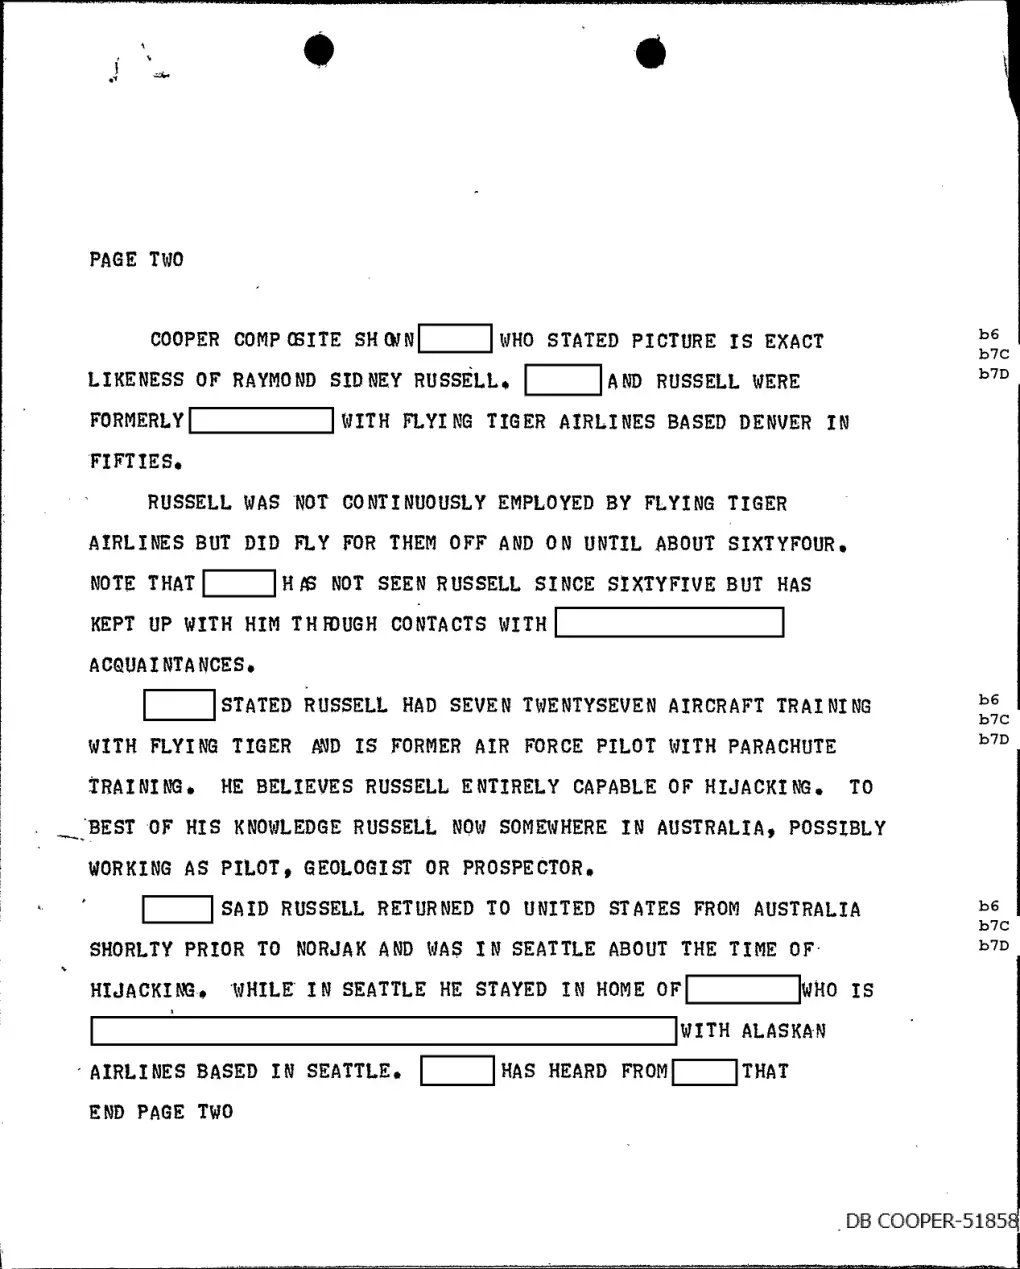 PAGE TWO
COOPER COMPOSITE SHOWN WHO STATED PICTURE IS EXACT
b6
b7C
LIKENESS OF RAYMOND SIDNEY RUSSELL. AND RUSSELL WERE
b7D
FORMERLY WITH FLYING TIGER AIRLINES BASED DENVER IN
FIFTIES.
RUSSELL WAS NOT CONTINUOUSLY EMPLOYED BY FLYING TIGER
AIRLINES BUT DID FLY FOR THEM OFF AND ON UNTIL ABOUT SIXTYFOUR.
NOTE THAT HAS NOT SEEN RUSSELL SINCE SIXTYFIVE BUT HAS
KEPT UP WITH HIM THROUGH CONTACTS WITH
ACQUAINTANCES.
STATED RUSSELL HAD SEVEN TWENTYSEVEN AIRCRAFT TRAINING
b6
b7C
WITH FLYING TIGER AND IS FORMER AIR FORCE PILOT WITH PARACHUTE
b7D
TRAINING. HE BELIEVES RUSSELL ENTIRELY CAPABLE OF HIJACKING. TO
BEST OF HIS KNOWLEDGE RUSSELL NOW SOMEWHERE IN AUSTRALIA, POSSIBLY
WORKING AS PILOT, GEOLOGIST OR PROSPECTOR.
SAID RUSSELL RETURNED TO UNITED STATES FROM AUSTRALIA
b6
b7C
SHORLTY PRIOR TO NORJAK AND WAS IN SEATTLE ABOUT THE TIME OF
b7D
HIJACKING. WHILE IN SEATTLE HE STAYED IN HOME OF WHO IS
WITH ALASKAN
AIRLINES BASED IN SEATTLE. HAS HEARD FROM THAT
END PAGE TWO
DB COOPER-51858